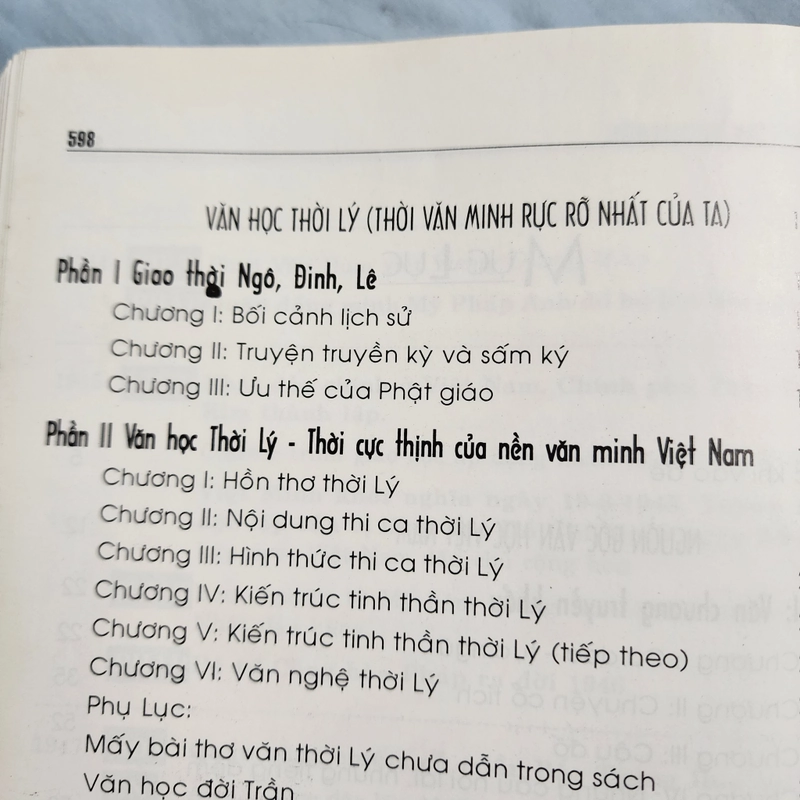 598
VĂN HỌC THỜI LÝ (THỜI VĂN MINH RỰC RỠ NHẤT CỦA TA)
Phần I Giao thời Ngô, Đinh, Lê
Chương I: Bối cảnh lịch sử
Chương II: Truyện truyền kỳ và sấm ký
Chương III: Ưu thế của Phật giáo
Phần II Văn học Thời Lý - Thời cực thịnh của nền văn minh Việt Nam
Chương I: Hồn thơ thời Lý
Chương II: Nội dung thi ca thời Lý
Chương III: Hình thức thi ca thời Lý
Chương IV: Kiến trúc tinh thần thời Lý
Chương V: Kiến trúc tinh thần thời Lý (tiếp theo)
Chương VI: Văn nghệ thời Lý
Phụ Lục:
Mấy bài thơ văn thời Lý chưa dẫn trong sách
Văn học đời Trần